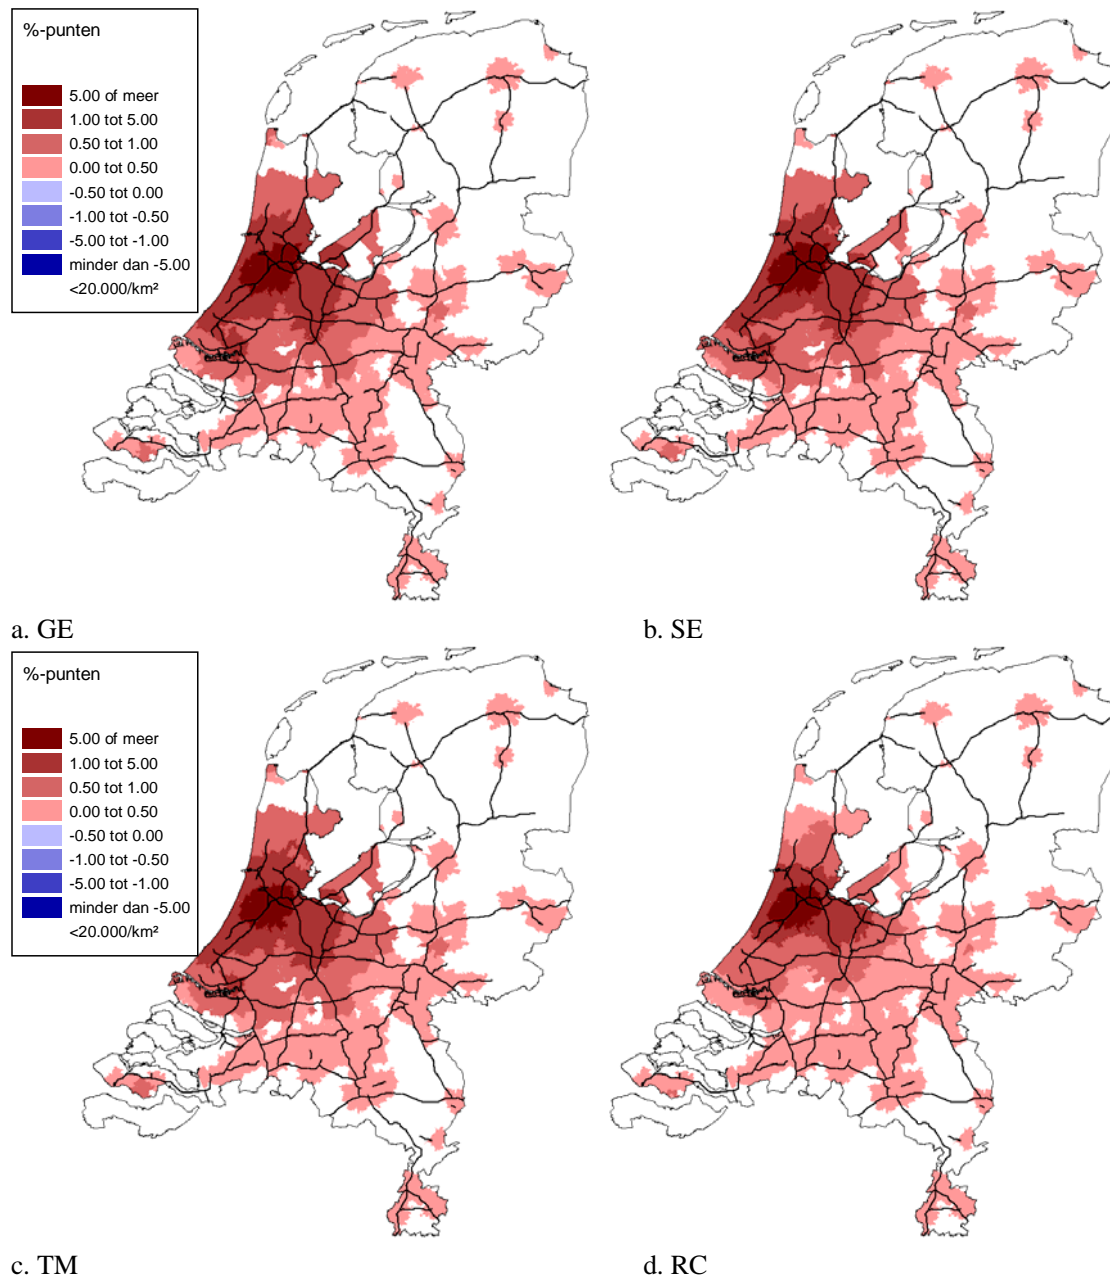 %-punten
5.00 of meer
1.00 tot 5.00
0.50 tot 1.00
0.00 tot 0.50
-0.50 tot 0.00
-1.00 tot -0.50
-5.00 tot -1.00
minder dan -5.00
<20.000/km²
a. GE
b. SE
%-punten
5.00 of meer
1.00 tot 5.00
0.50 tot 1.00
0.00 tot 0.50
-0.50 tot 0.00
-1.00 tot -0.50
-5.00 tot -1.00
minder dan -5.00
<20.000/km²
c. TM
d. RC